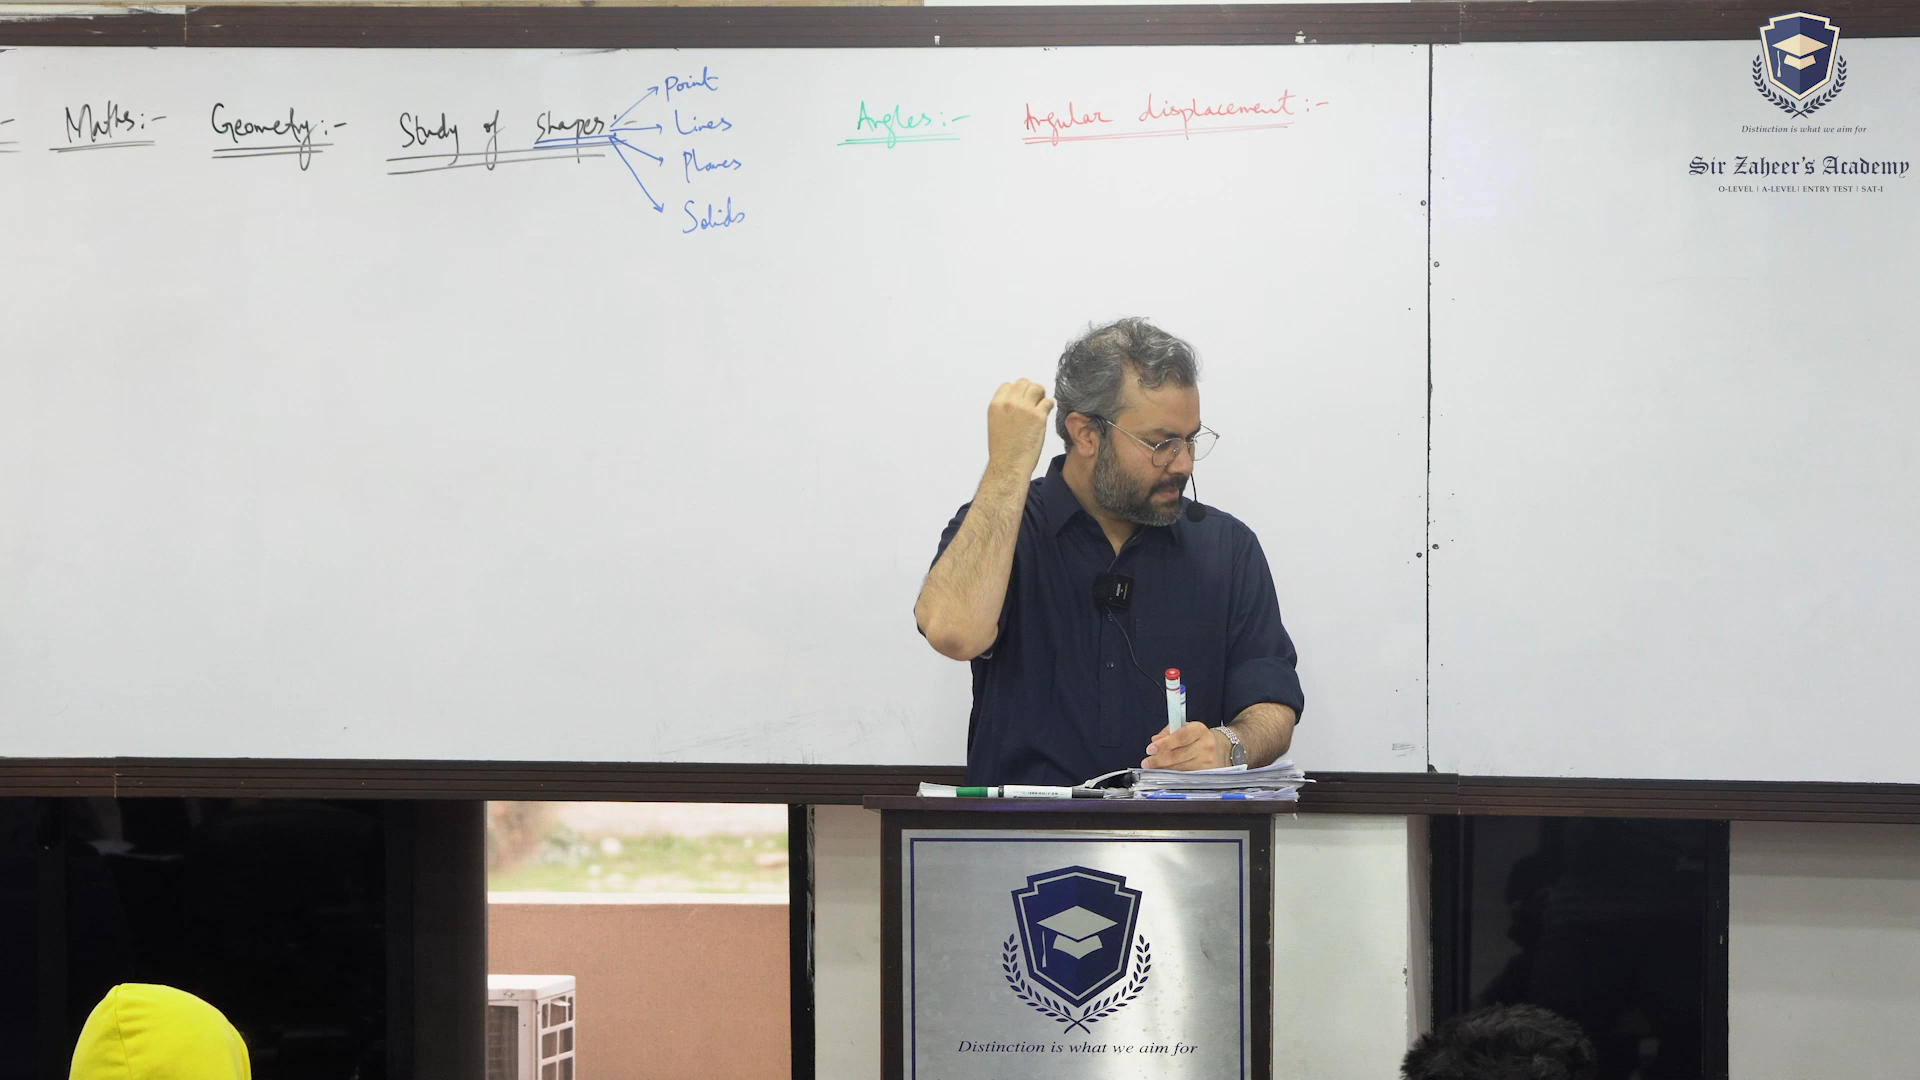 Maths:-
Geometry:-
Study of shapes:-
Point
Lines
Planes
Solids
Angles:-
Angular displacement:-
Distinction is what we aim for
Sir Zaheer's Academy
O-LEVEL | A-LEVEL | ENTRY TEST | SAT-I
Distinction is what we aim for